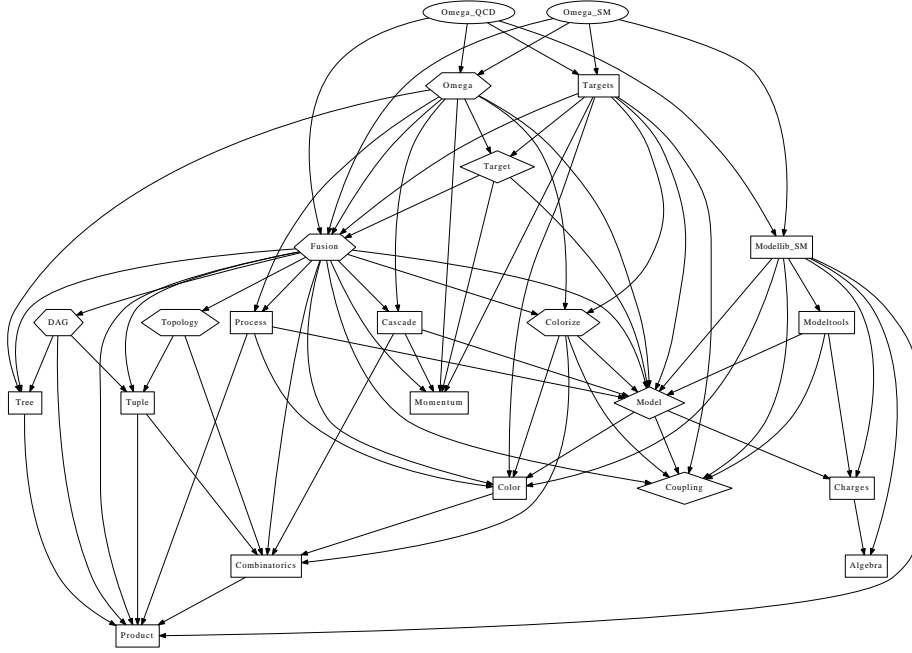 Omega_QCD
Omega_SM
Omega
Targets
Target
Fusion
Modellib_SM
DAG
Topology
Process
Cascade
Colorize
Modeltools
Tree
Tuple
Momentum
Model
Color
Coupling
Charges
Combinatorics
Algebra
Product